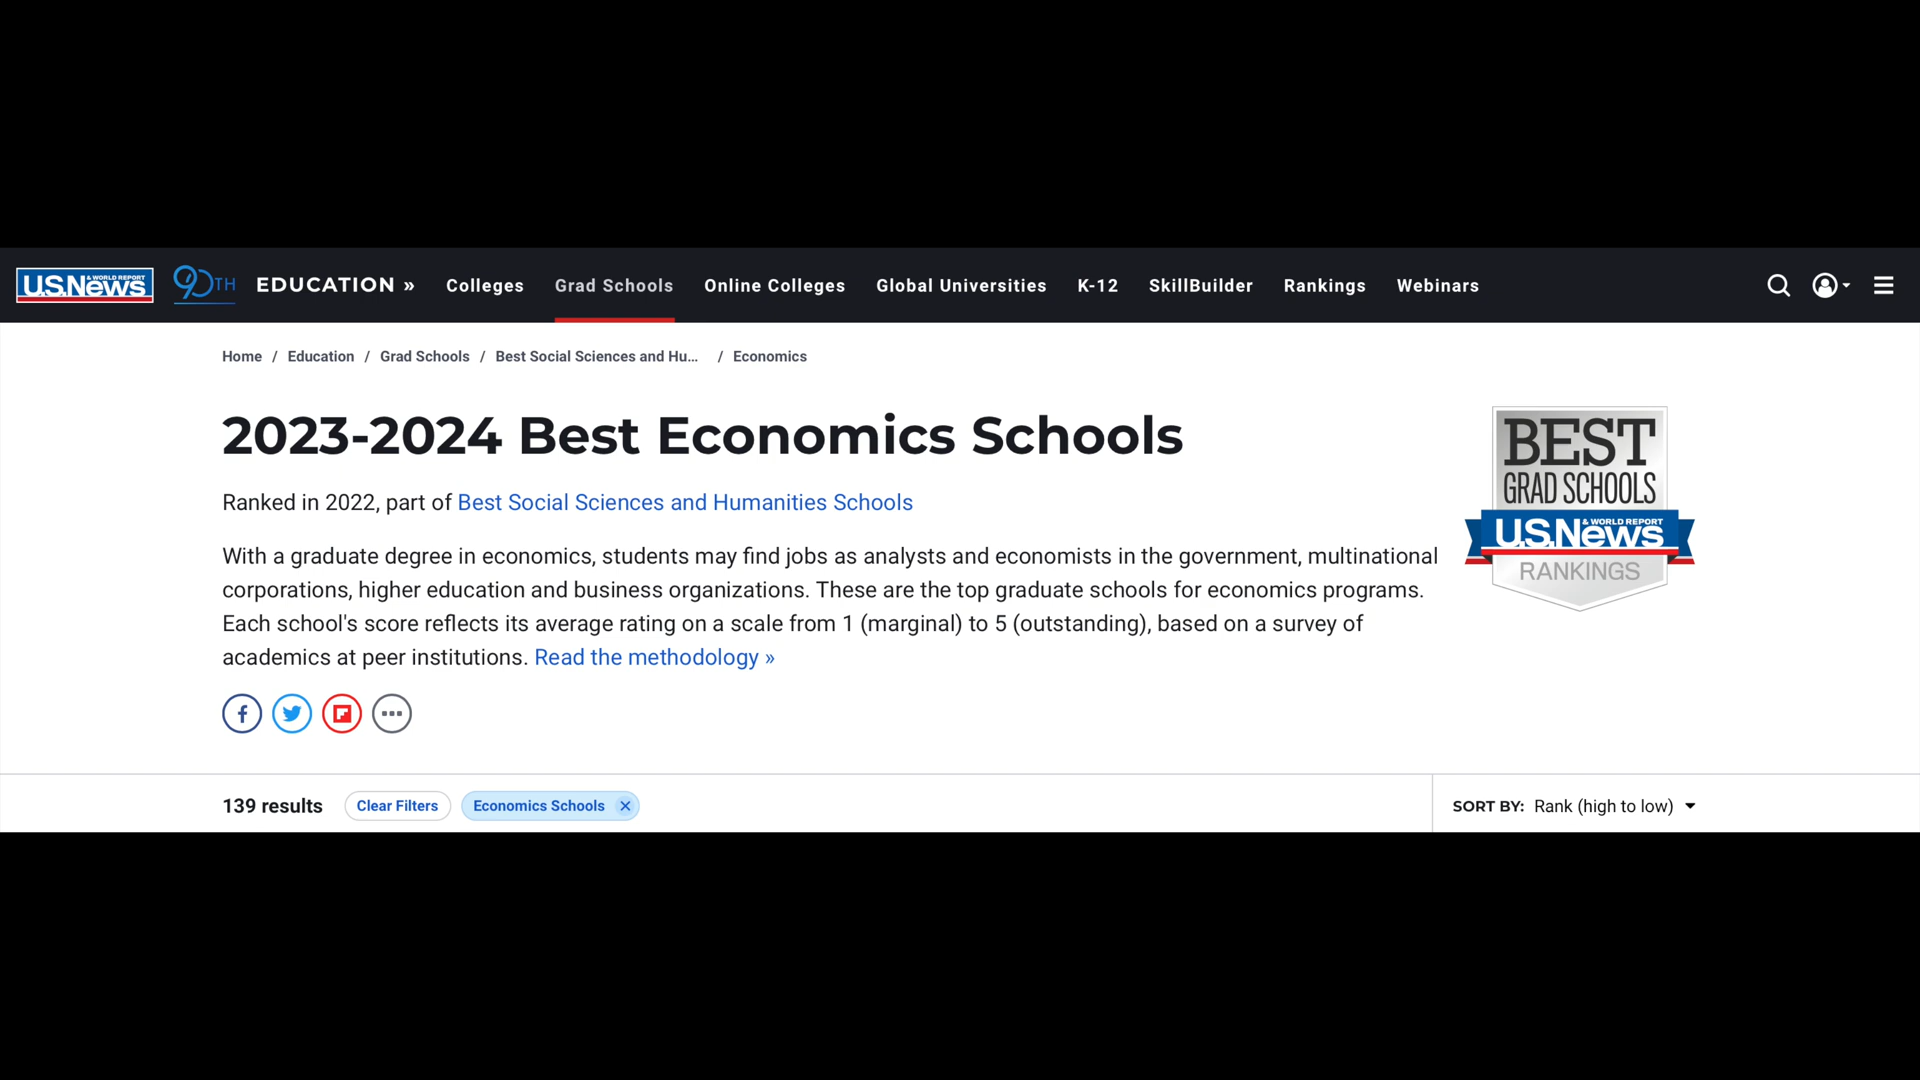 U.S.News & WORLD REPORT 90TH EDUCATION » Colleges Grad Schools Online Colleges Global Universities K-12 SkillBuilder Rankings Webinars
Home / Education / Grad Schools / Best Social Sciences and Hu... / Economics
2023-2024 Best Economics Schools
Ranked in 2022, part of Best Social Sciences and Humanities Schools
With a graduate degree in economics, students may find jobs as analysts and economists in the government, multinational
corporations, higher education and business organizations. These are the top graduate schools for economics programs.
Each school's score reflects its average rating on a scale from 1 (marginal) to 5 (outstanding), based on a survey of
academics at peer institutions. Read the methodology »
BEST
GRAD SCHOOLS
U.S.News & WORLD REPORT
RANKINGS
139 results Clear Filters Economics Schools SORT BY: Rank (high to low)